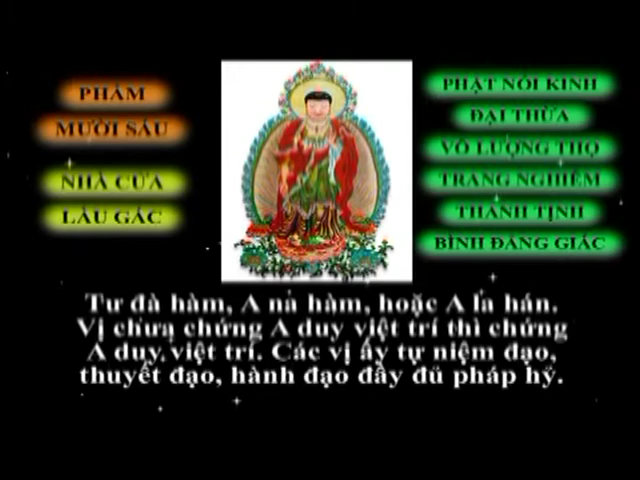 PHẨM
MƯỜI SÁU
NHÀ CỬA
LẦU GÁC
PHẬT NÓI KINH
ĐẠI THỪA
VÔ LƯỢNG THỌ
TRANG NGHIÊM
THANH TỊNH
BÌNH ĐẲNG GIÁC
Tư đà hàm, A na hàm, hoặc A la hán.
Vị chưa chứng A duy việt trí thì chứng
A duy việt trí. Các vị ấy tự niệm đạo,
thuyết đạo, hành đạo đầy đủ pháp hỷ.